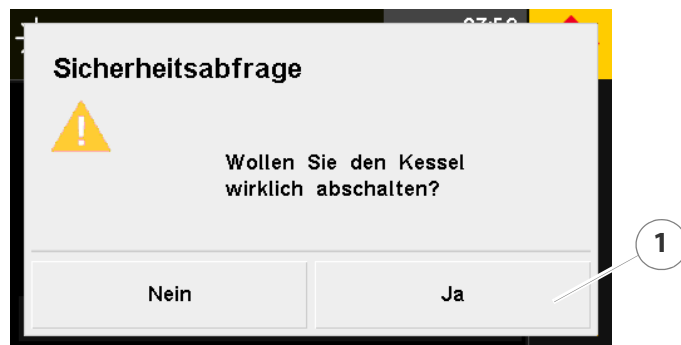 Sicherheitsabfrage
Wollen Sie den Kessel
wirklich abschalten?
1
Nein
Ja